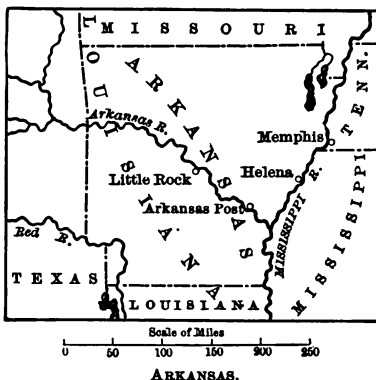 MISSOURI
LOUISIANA
ARKANSAS
TENN.
Arkansas R.
Memphis
Helena
Little Rock
Arkansas Post
MISSISSIPPI R.
MISSISSIPPI
Red R.
TEXAS
LOUISIANA
Scale of Miles
0 50 100 150 200 250
ARKANSAS.